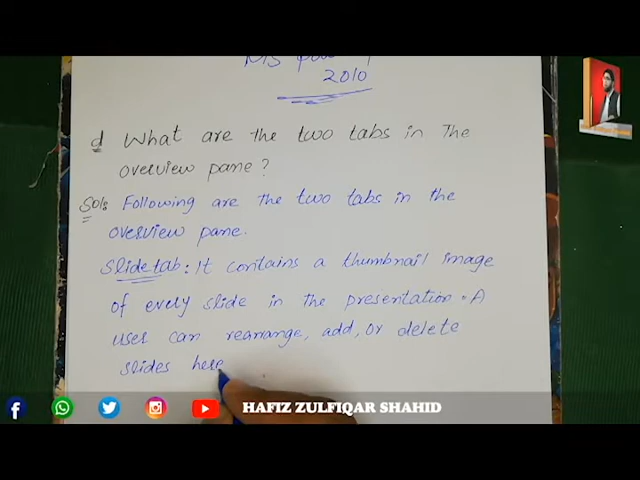 MS
2010
d What are the two tabs in The
overview pane?
Sol: Following are the two tabs in the
overview pane.
Slide tab: It contains a thumbnail image
of every slide in the presentation. A
user can rearrange, add, or delete
slides here
HAFIZ ZULFIQAR SHAHID